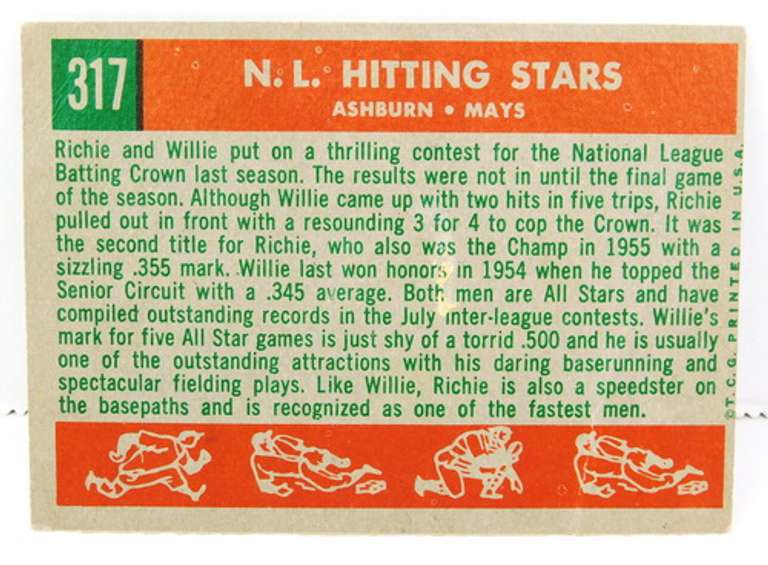 317
N. L. HITTING STARS
ASHBURN • MAYS
Richie and Willie put on a thrilling contest for the National League
Batting Crown last season. The results were not in until the final game
of the season. Although Willie came up with two hits in five trips, Richie
pulled out in front with a resounding 3 for 4 to cop the Crown. It was
the second title for Richie, who also was the Champ in 1955 with a
sizzling .355 mark. Willie last won honors in 1954 when he topped the
Senior Circuit with a .345 average. Both men are All Stars and have
compiled outstanding records in the July inter-league contests. Willie's
mark for five All Star games is just shy of a torrid .500 and he is usually
one of the outstanding attractions with his daring baserunning and
spectacular fielding plays. Like Willie, Richie is also a speedster on
the basepaths and is recognized as one of the fastest men.
©T.C.G. PRINTED IN U.S.A.